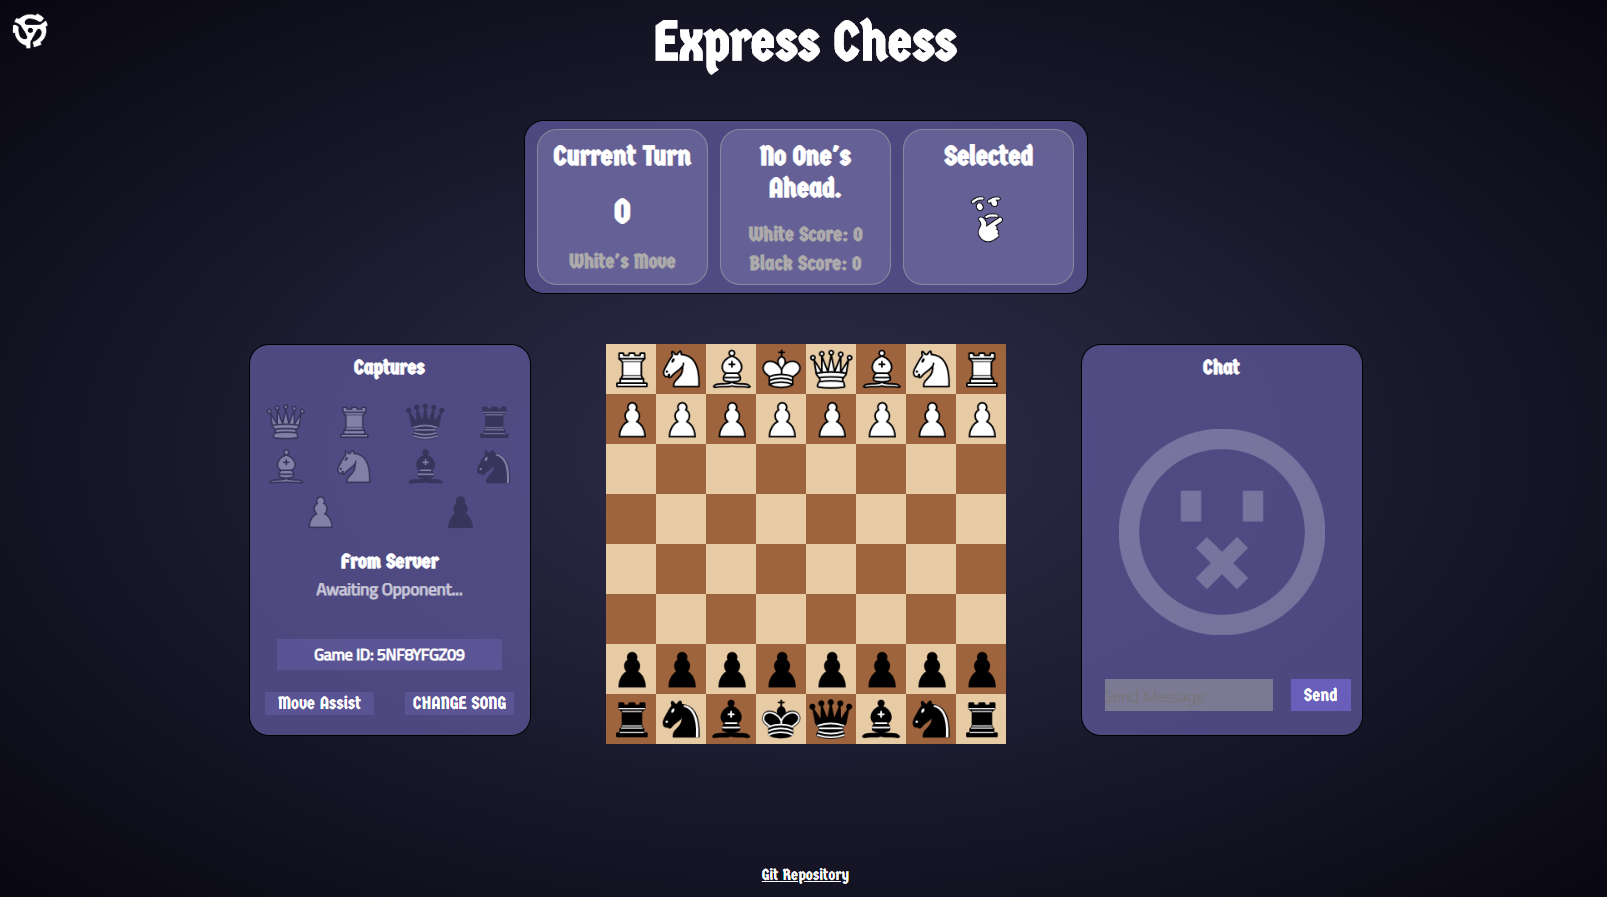 Express Chess
Current Turn
0
White's Move
No One's
Ahead.
White Score: 0
Black Score: 0
Selected
Captures
From Server
Awaiting Opponent...
Game ID: 5NF8YFGZ09
Move Assist
CHANGE SONG
Chat
Send Message
Send
Git Repository